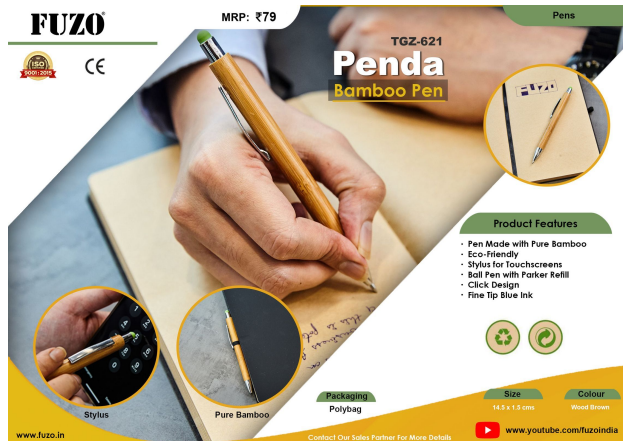 FUZO
MRP: ₹79
Pens
ISO
9001:2015
CE
TGZ-621
Penda
Bamboo Pen
FUZO
Product Features
· Pen Made with Pure Bamboo
· Eco-Friendly
· Stylus for Touchscreens
· Ball Pen with Parker Refill
· Click Design
· Fine Tip Blue Ink
Stylus
Pure Bamboo
Packaging
Polybag
Size
14.5 x 1.5 cms
Colour
Wood Brown
www.fuzo.in
Contact Our Sales Partner For More Details
www.youtube.com/fuzoindia